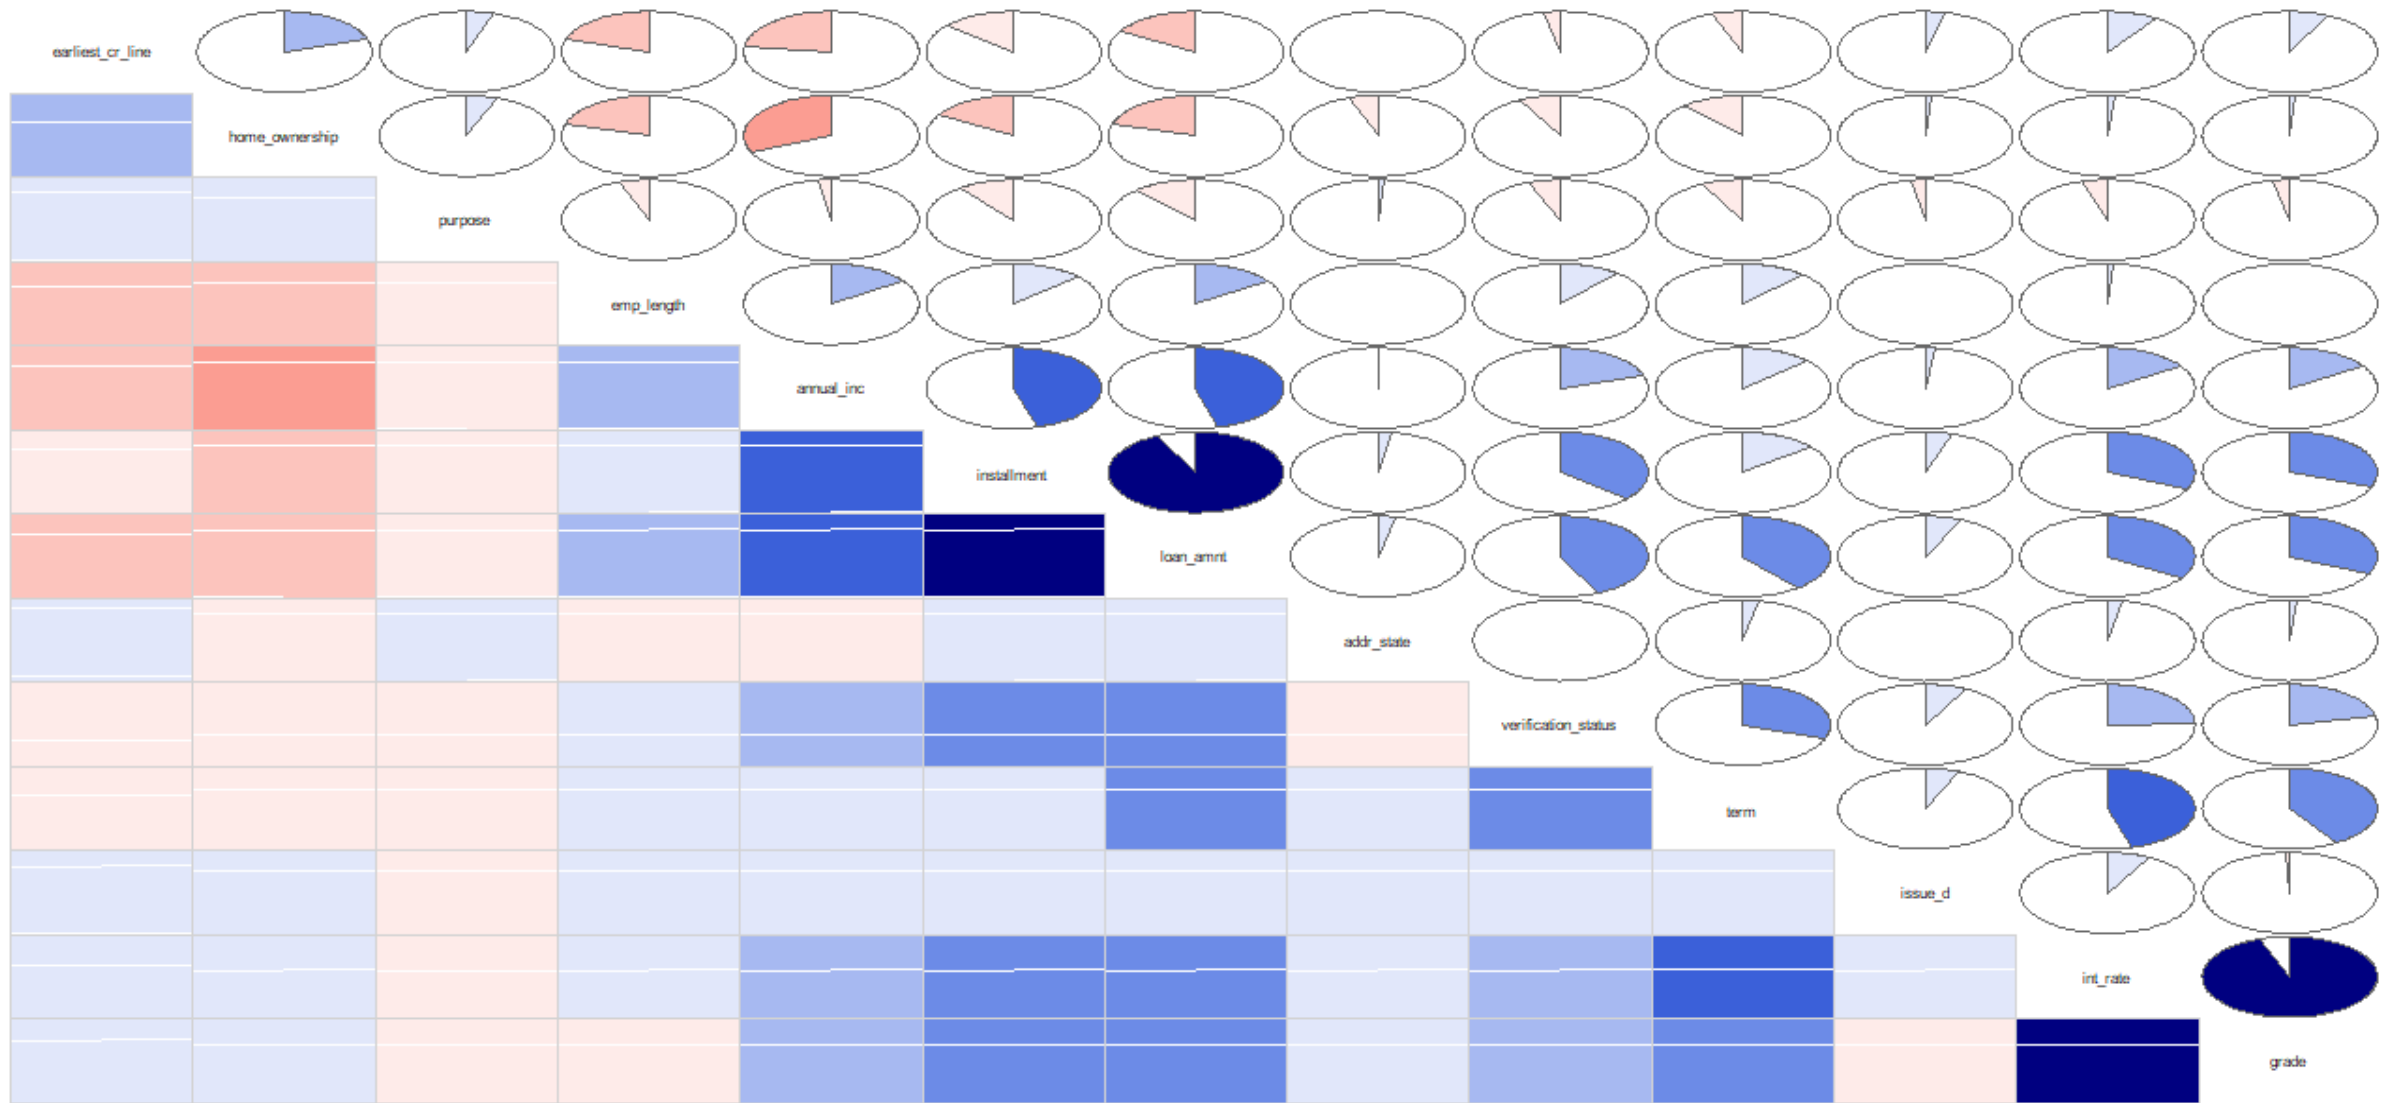 earliest_cr_line
home_ownership
purpose
emp_length
annual_inc
installment
loan_amnt
addr_state
verification_status
term
issue_d
int_rate
grade